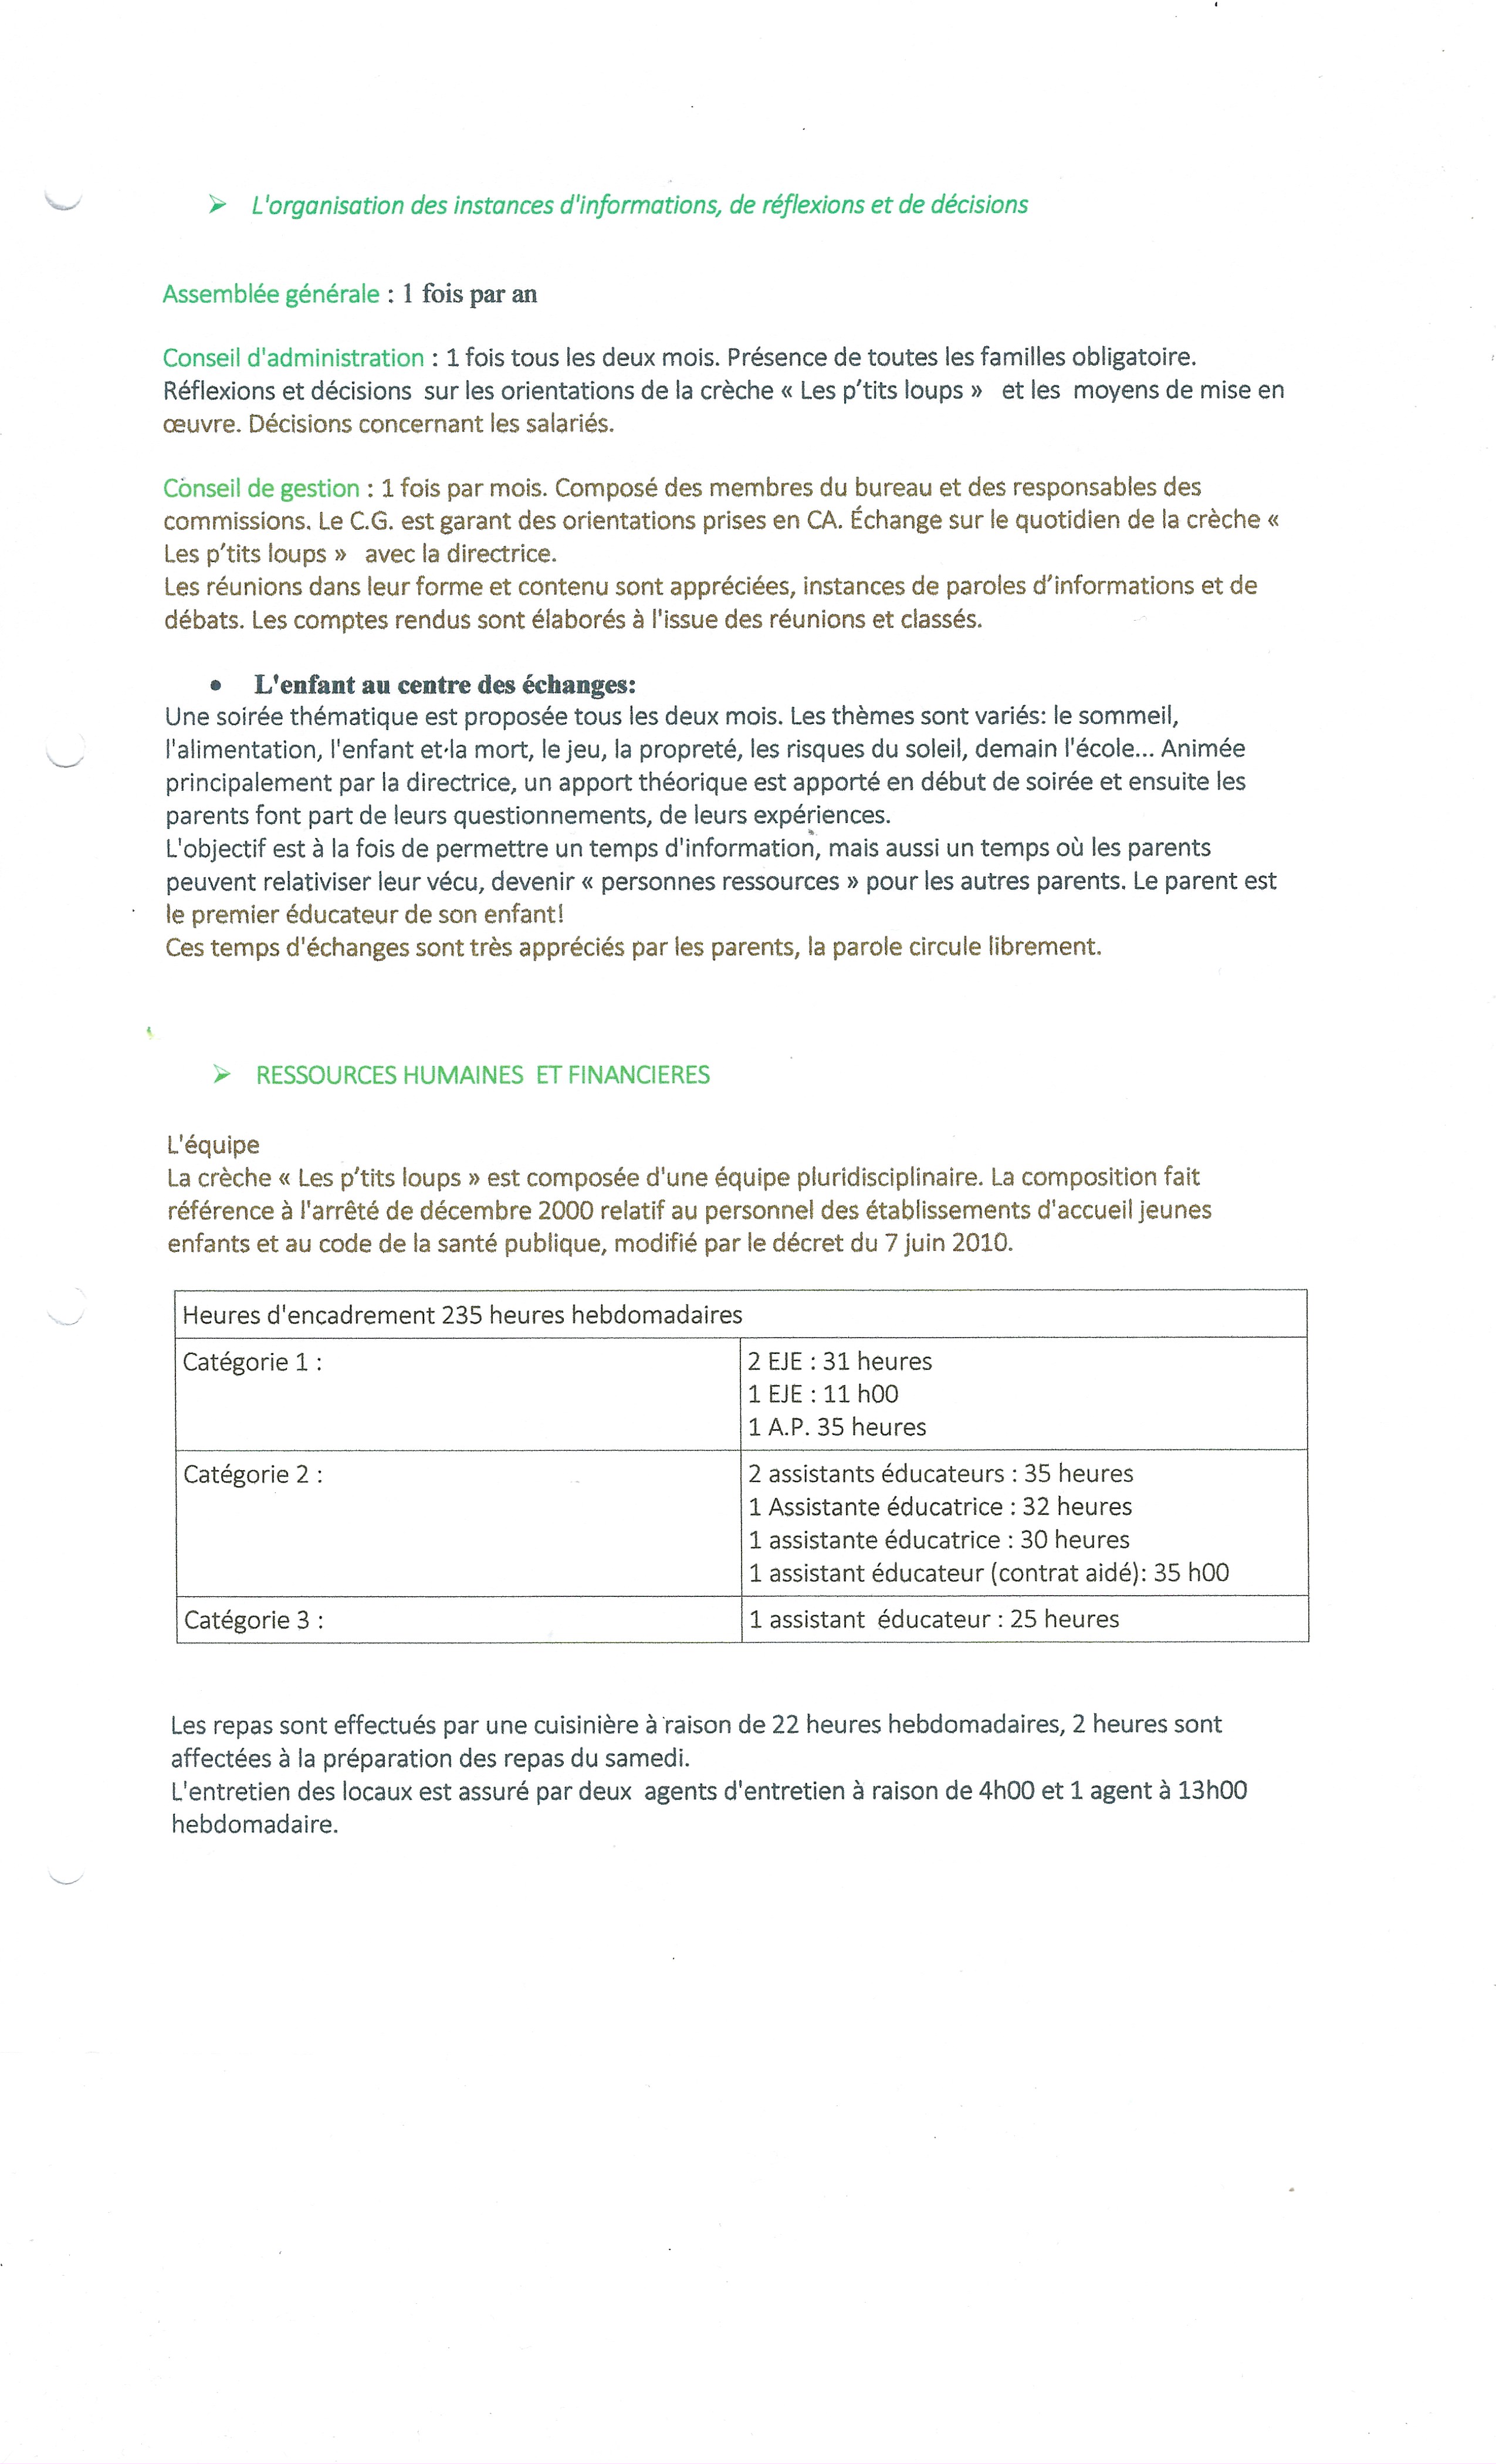 ➢ L'organisation des instances d'informations, de réflexions et de décisions
Assemblée générale : 1 fois par an
Conseil d'administration : 1 fois tous les deux mois. Présence de toutes les familles obligatoire.
Réflexions et décisions sur les orientations de la crèche « Les p'tits loups » et les moyens de mise en
œuvre. Décisions concernant les salariés.
Conseil de gestion : 1 fois par mois. Composé des membres du bureau et des responsables des
commissions. Le C.G. est garant des orientations prises en CA. Échange sur le quotidien de la crèche «
Les p'tits loups » avec la directrice.
Les réunions dans leur forme et contenu sont appréciées, instances de paroles d'informations et de
débats. Les comptes rendus sont élaborés à l'issue des réunions et classés.
• L'enfant au centre des échanges:
Une soirée thématique est proposée tous les deux mois. Les thèmes sont variés: le sommeil,
l'alimentation, l'enfant et la mort, le jeu, la propreté, les risques du soleil, demain l'école... Animée
principalement par la directrice, un apport théorique est apporté en début de soirée et ensuite les
parents font part de leurs questionnements, de leurs expériences.
L'objectif est à la fois de permettre un temps d'information, mais aussi un temps où les parents
peuvent relativiser leur vécu, devenir « personnes ressources » pour les autres parents. Le parent est
le premier éducateur de son enfant!
Ces temps d'échanges sont très appréciés par les parents, la parole circule librement.
➢ RESSOURCES HUMAINES ET FINANCIERES
L'équipe
La crèche « Les p'tits loups » est composée d'une équipe pluridisciplinaire. La composition fait
référence à l'arrêté de décembre 2000 relatif au personnel des établissements d'accueil jeunes
enfants et au code de la santé publique, modifié par le décret du 7 juin 2010.
Heures d'encadrement 235 heures hebdomadaires
Catégorie 1 :
2 EJE : 31 heures
1 EJE : 11 h00
1 A.P. 35 heures
Catégorie 2 :
2 assistants éducateurs : 35 heures
1 Assistante éducatrice : 32 heures
1 assistante éducatrice : 30 heures
1 assistant éducateur (contrat aidé): 35 h00
Catégorie 3 :
1 assistant éducateur : 25 heures
Les repas sont effectués par une cuisinière à raison de 22 heures hebdomadaires, 2 heures sont
affectées à la préparation des repas du samedi.
L'entretien des locaux est assuré par deux agents d'entretien à raison de 4h00 et 1 agent à 13h00
hebdomadaire.